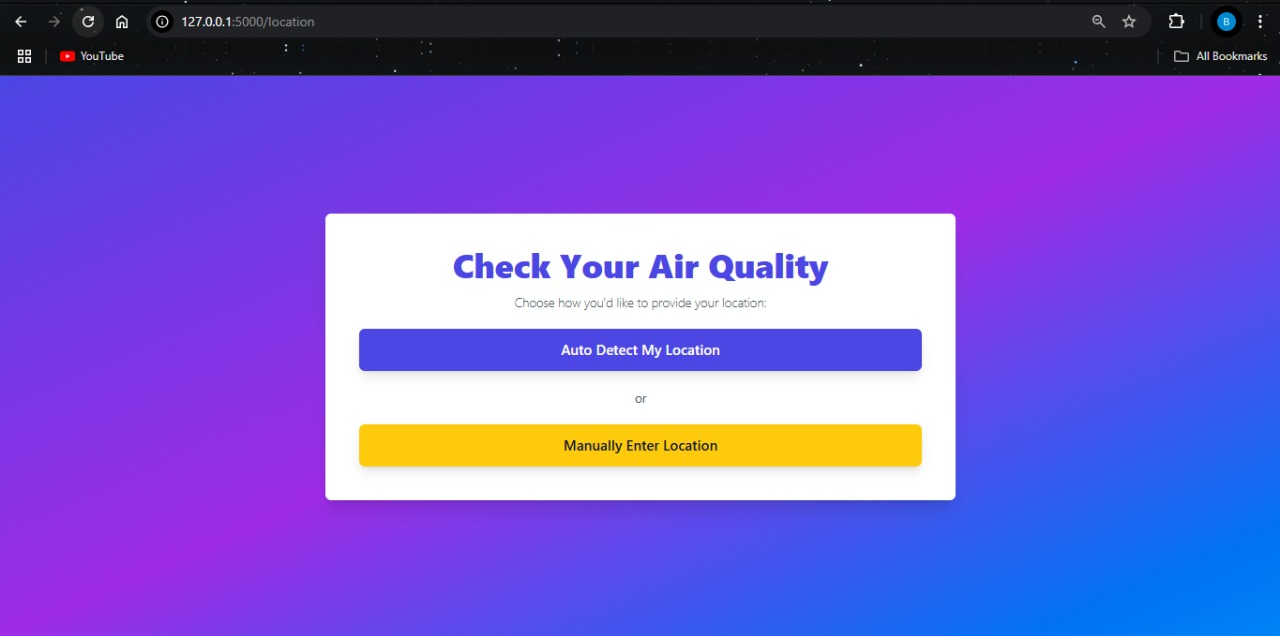 127.0.0.1:5000/location
B
YouTube
All Bookmarks
Check Your Air Quality
Choose how you'd like to provide your location:
Auto Detect My Location
or
Manually Enter Location